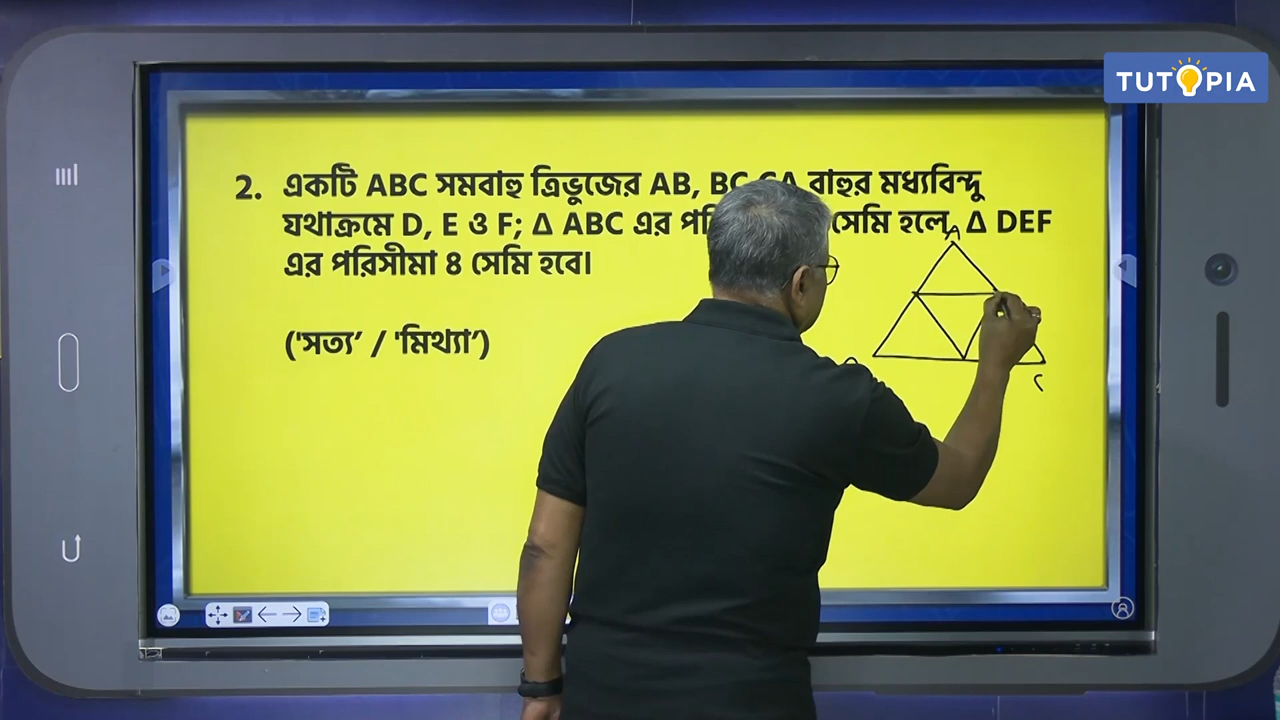 TUTOPIA
2. একটি ABC সমবাহু ত্রিভুজের AB, BC CA বাহুর মধ্যবিন্দু
যথাক্রমে D, E ও F; Δ ABC এর সেমি হলে, Δ DEF
এর পরিসীমা 8 সেমি হবে।
('সত্য’ / 'মিথ্যা’)
A
C